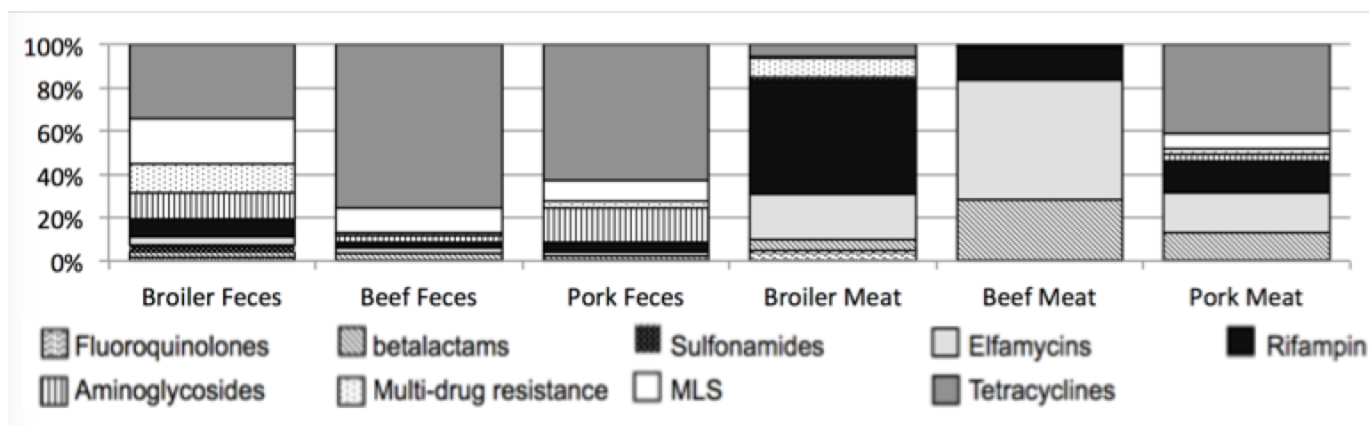 100%
80%
60%
40%
20%
0%
Broiler Feces Beef Feces Pork Feces Broiler Meat Beef Meat Pork Meat
Fluoroquinolones betalactams Sulfonamides Elfamycins Rifampin
Aminoglycosides Multi-drug resistance MLS Tetracyclines